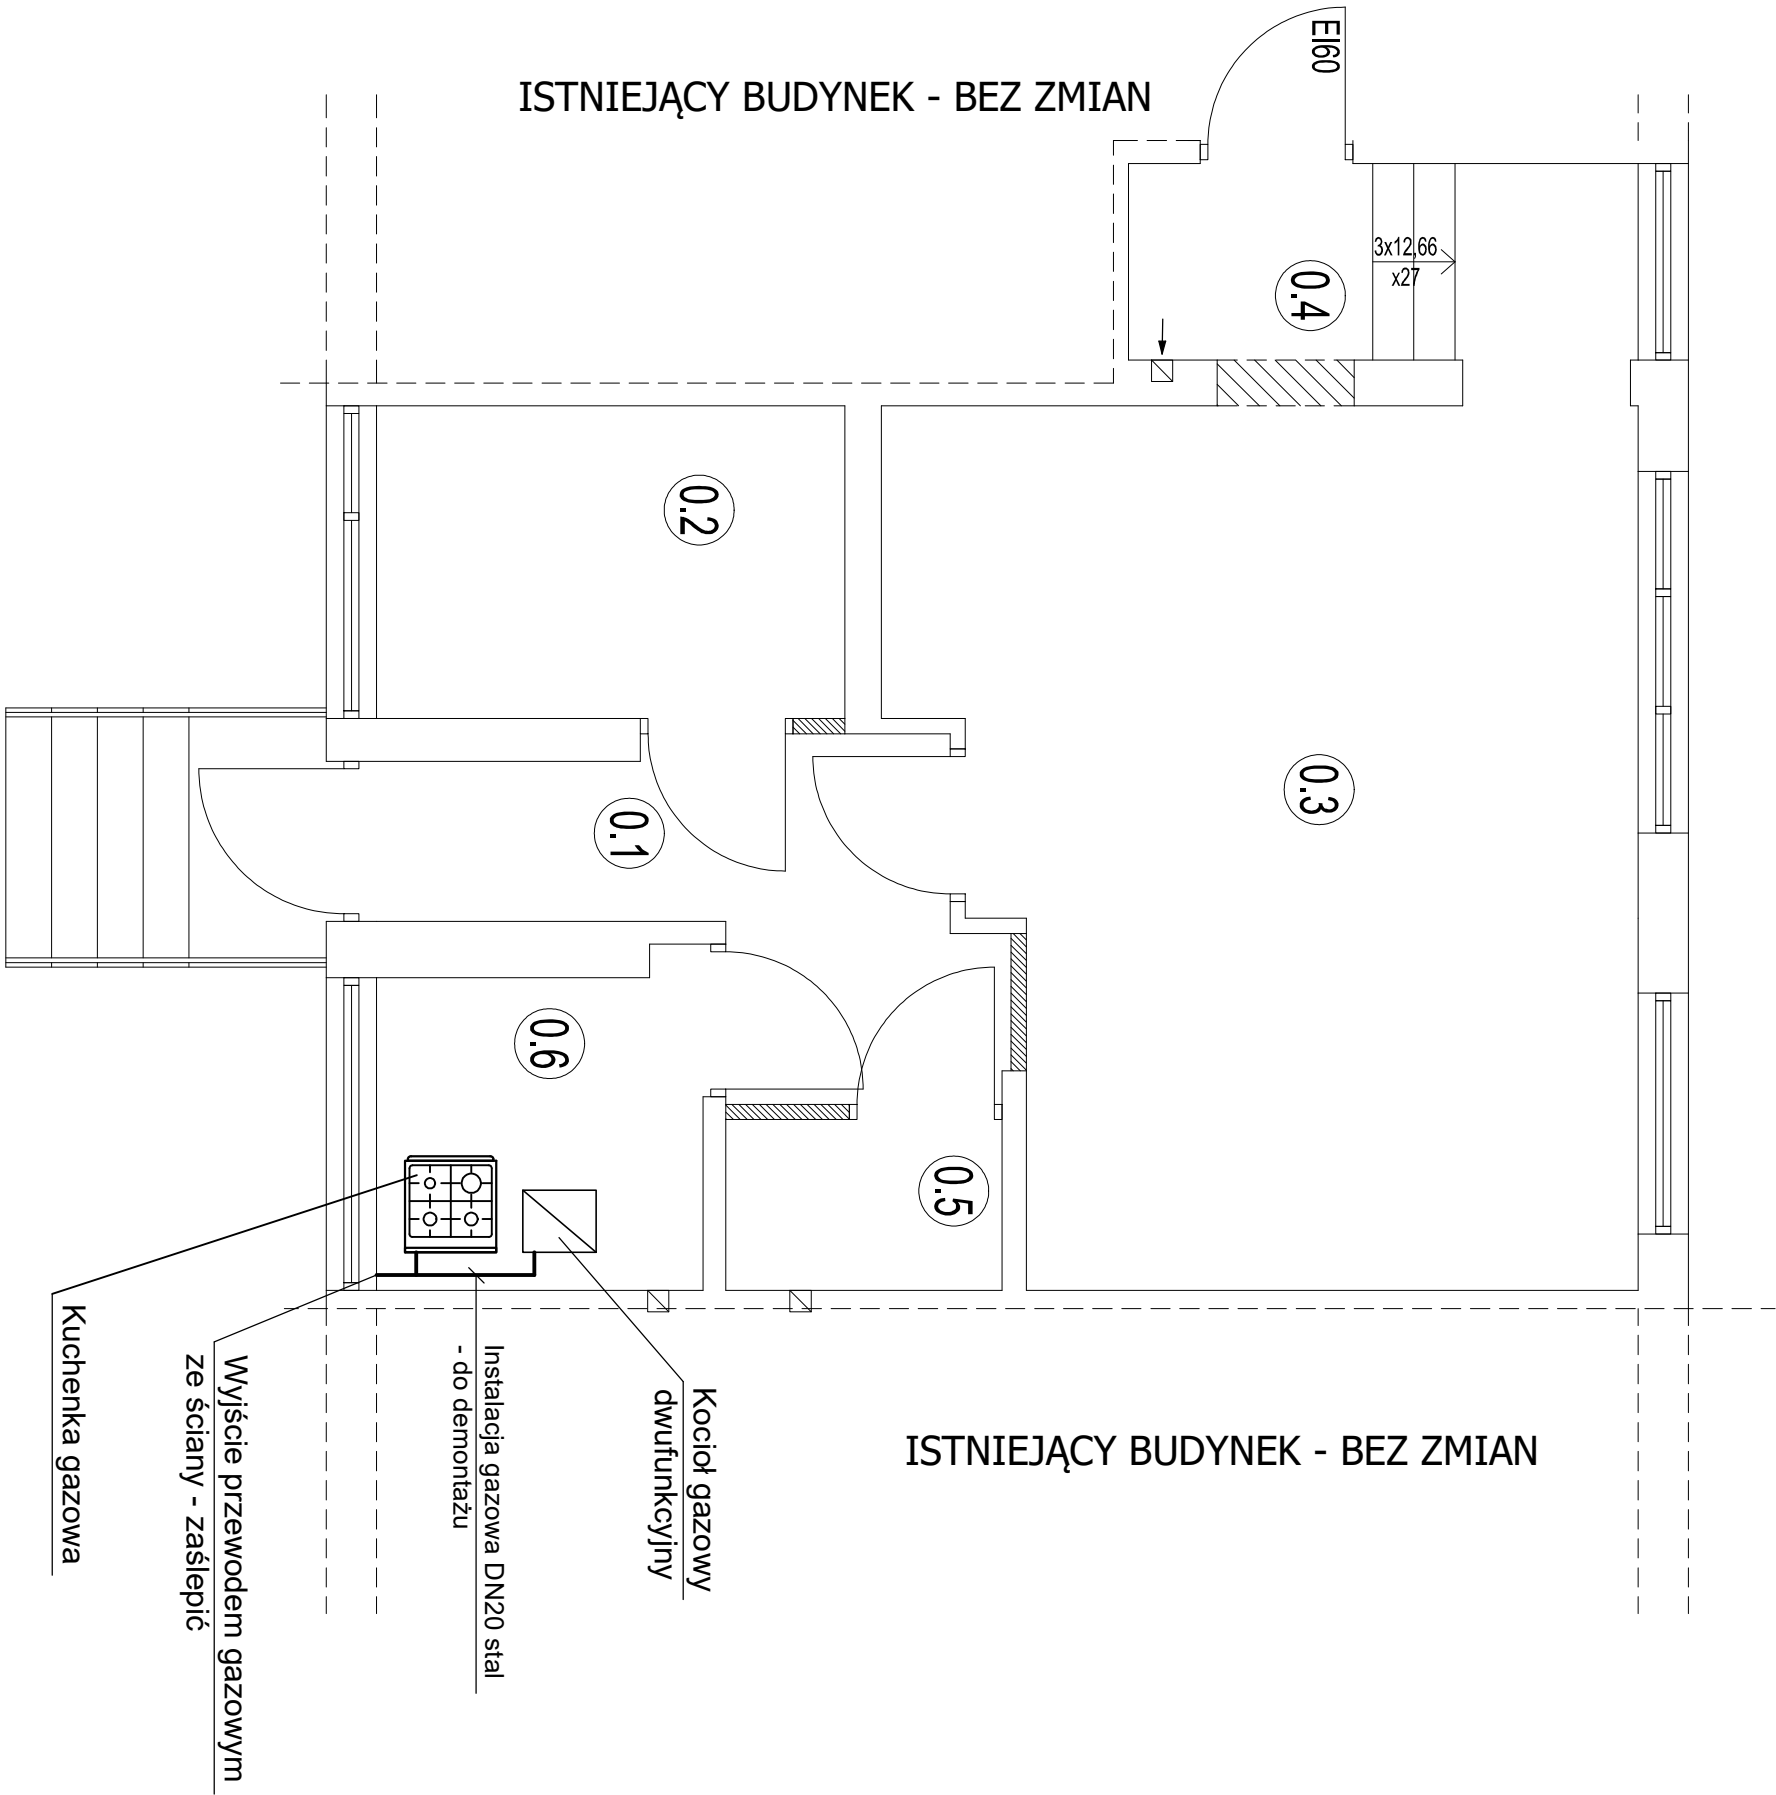 EI60
ISTNIEJĄCY BUDYNEK - BEZ ZMIAN
3x12,66
x27
0.4
0.2
0.3
0.1
0.6
0.5
Kuchenka gazowa
Wyjście przewodem gazowym
ze ściany - zaślepić
Instalacja gazowa DN20 stal
- do demontażu
Kocioł gazowy
dwufunkcyjny
ISTNIEJĄCY BUDYNEK - BEZ ZMIAN